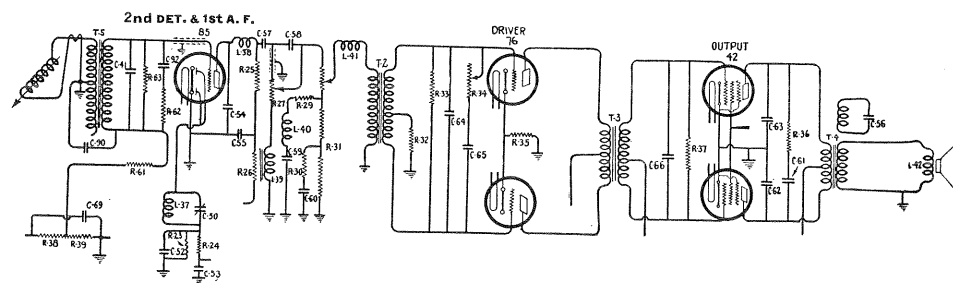 2nd DET. & 1st A. F.
85
DRIVER
76
OUTPUT
42
T-5
C-41
R-63
C-92
R-62
C-90
R-61
C-69
R-38
R-39
L-37
C-50
R-23
C-52
R-24
C-53
C-54
C-55
L-38
C-57
R-25
R-26
R-27
L-39
C-58
R-29
L-40
C-59
R-30
C-60
R-31
L-41
T-2
R-32
R-33
C-64
R-34
C-65
R-35
T-3
C-66
R-37
C-63
C-62
R-36
C-61
T-4
C-56
L-42